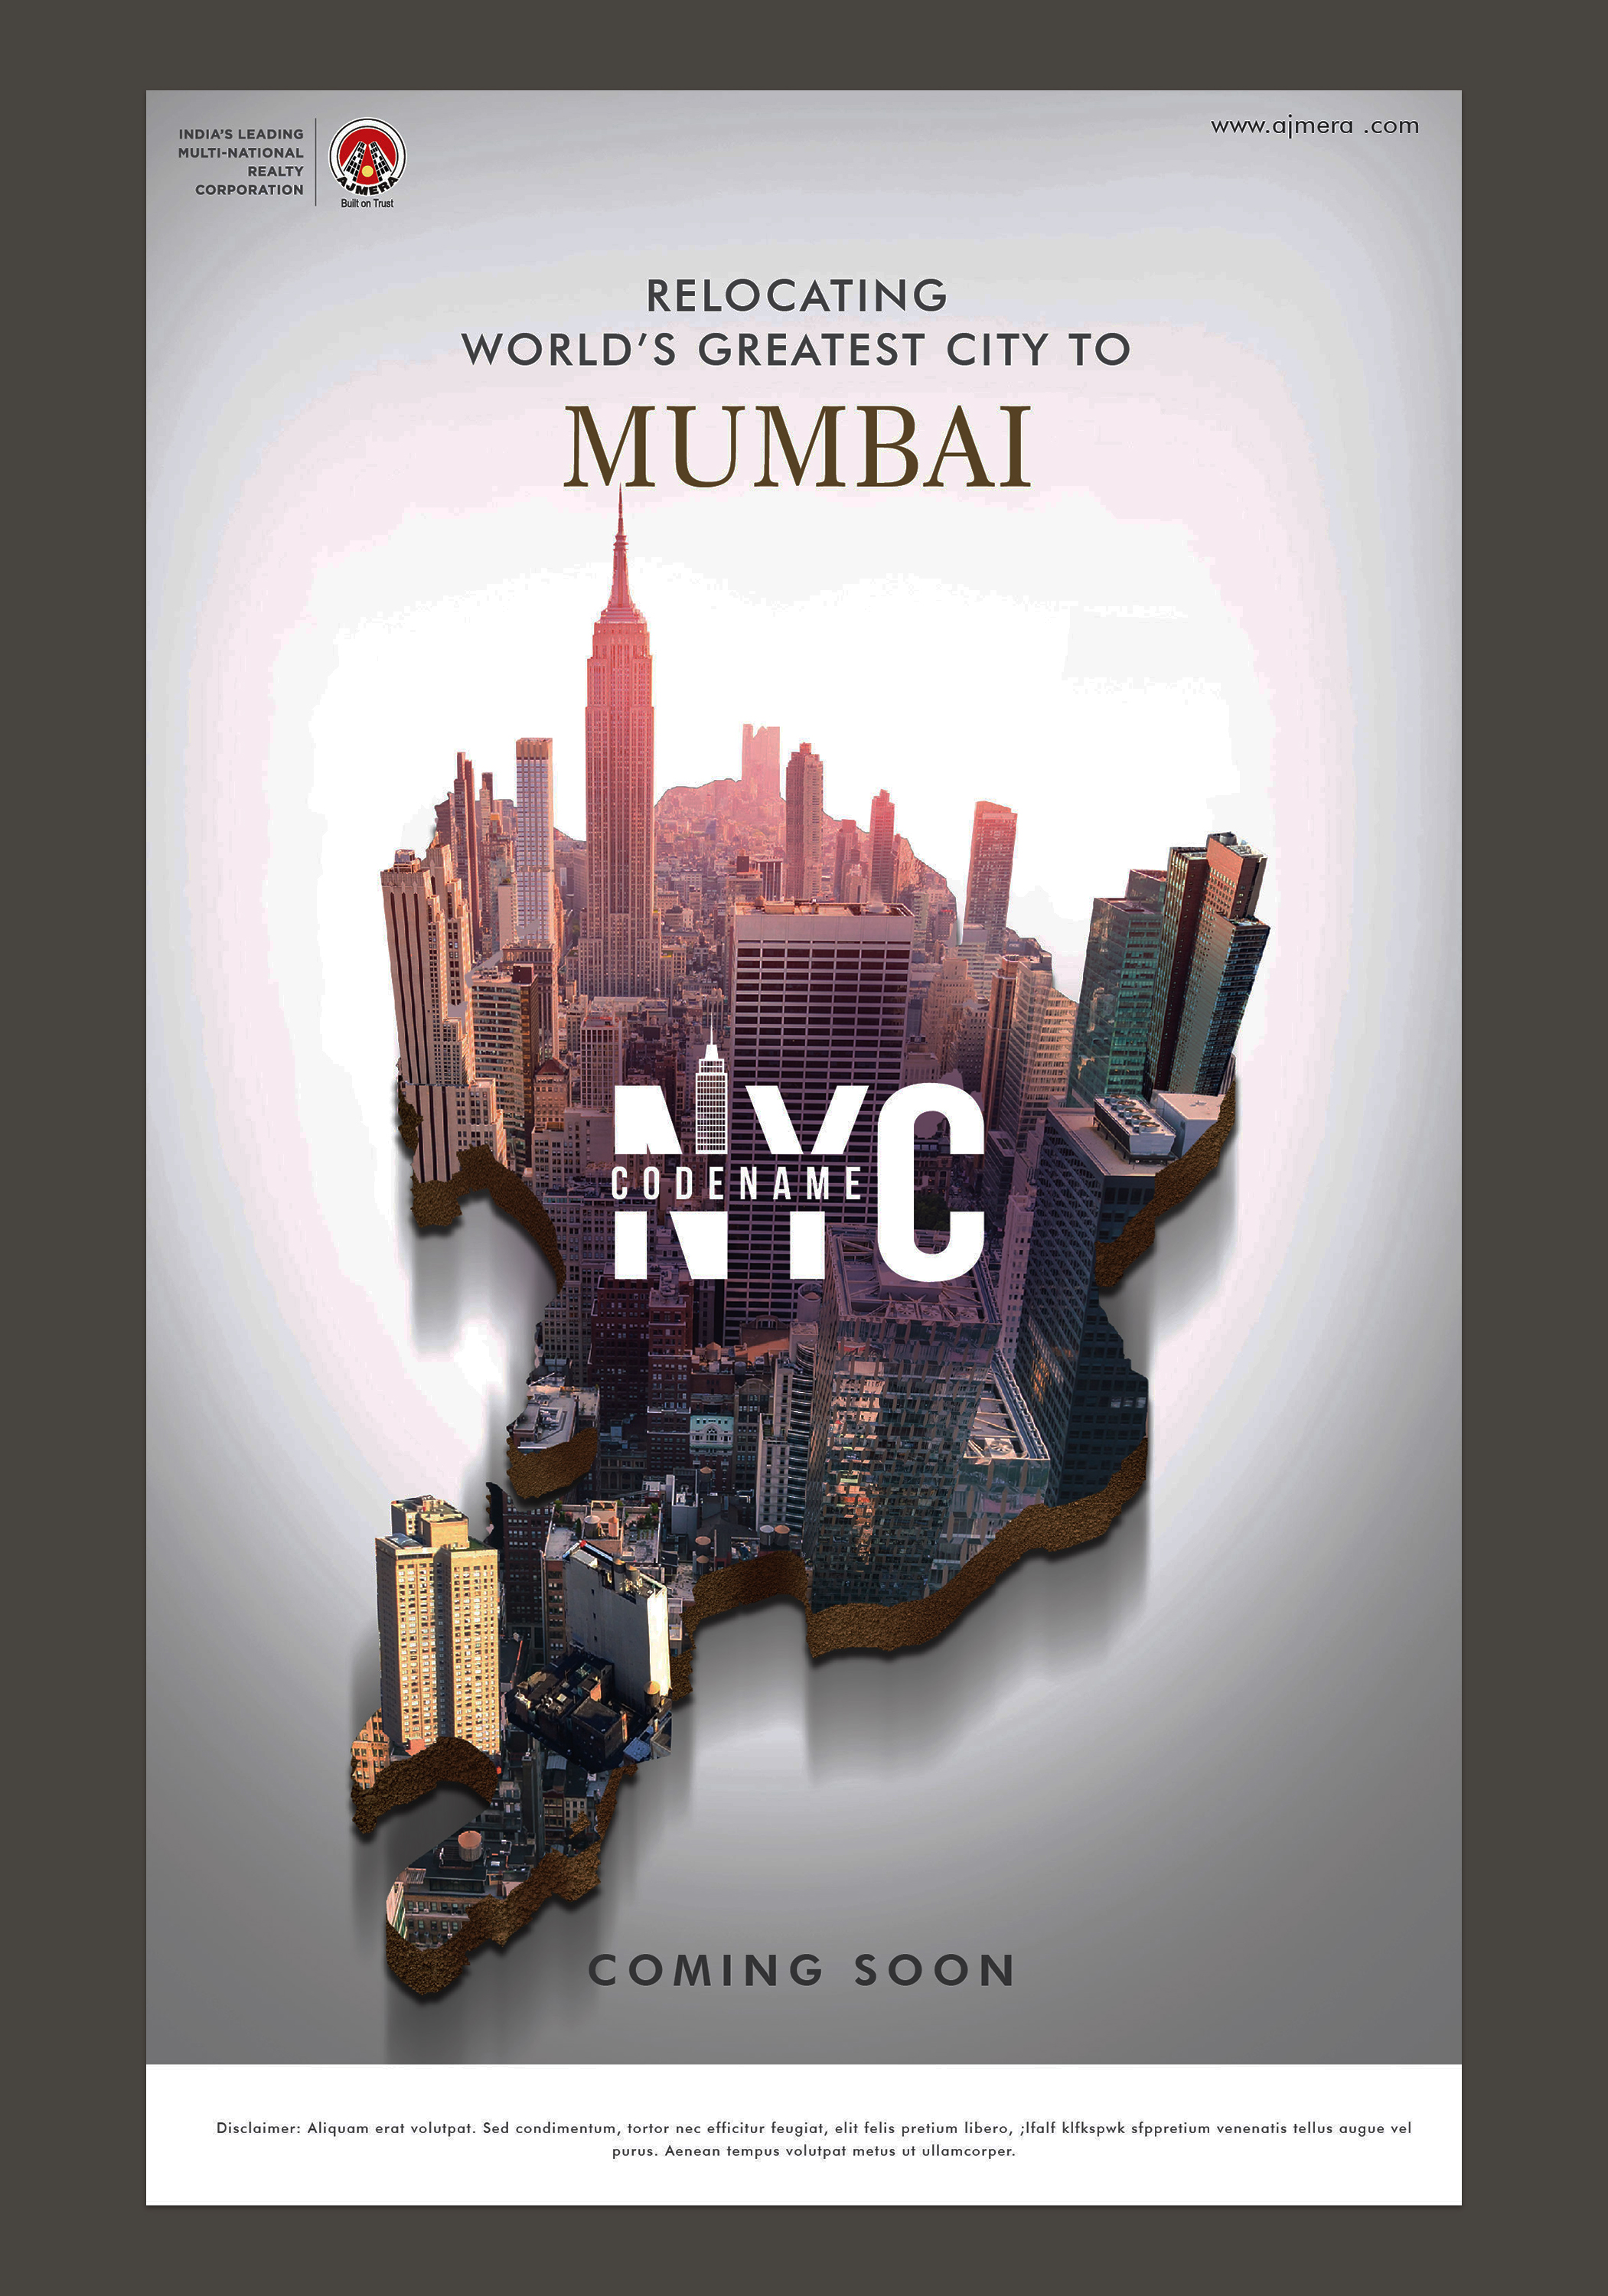 INDIA'S LEADING
MULTI-NATIONAL
REALTY
CORPORATION
AJMERA
Built on Trust
www.ajmera .com
RELOCATING
WORLD'S GREATEST CITY TO
MUMBAI
NYC
CODENAME
COMING SOON
Disclaimer: Aliquam erat volutpat. Sed condimentum, tortor nec efficitur feugiat, elit felis pretium libero, ;lfalf klfkspwk sfppretium venenatis tellus augue vel
purus. Aenean tempus volutpat metus ut ullamcorper.